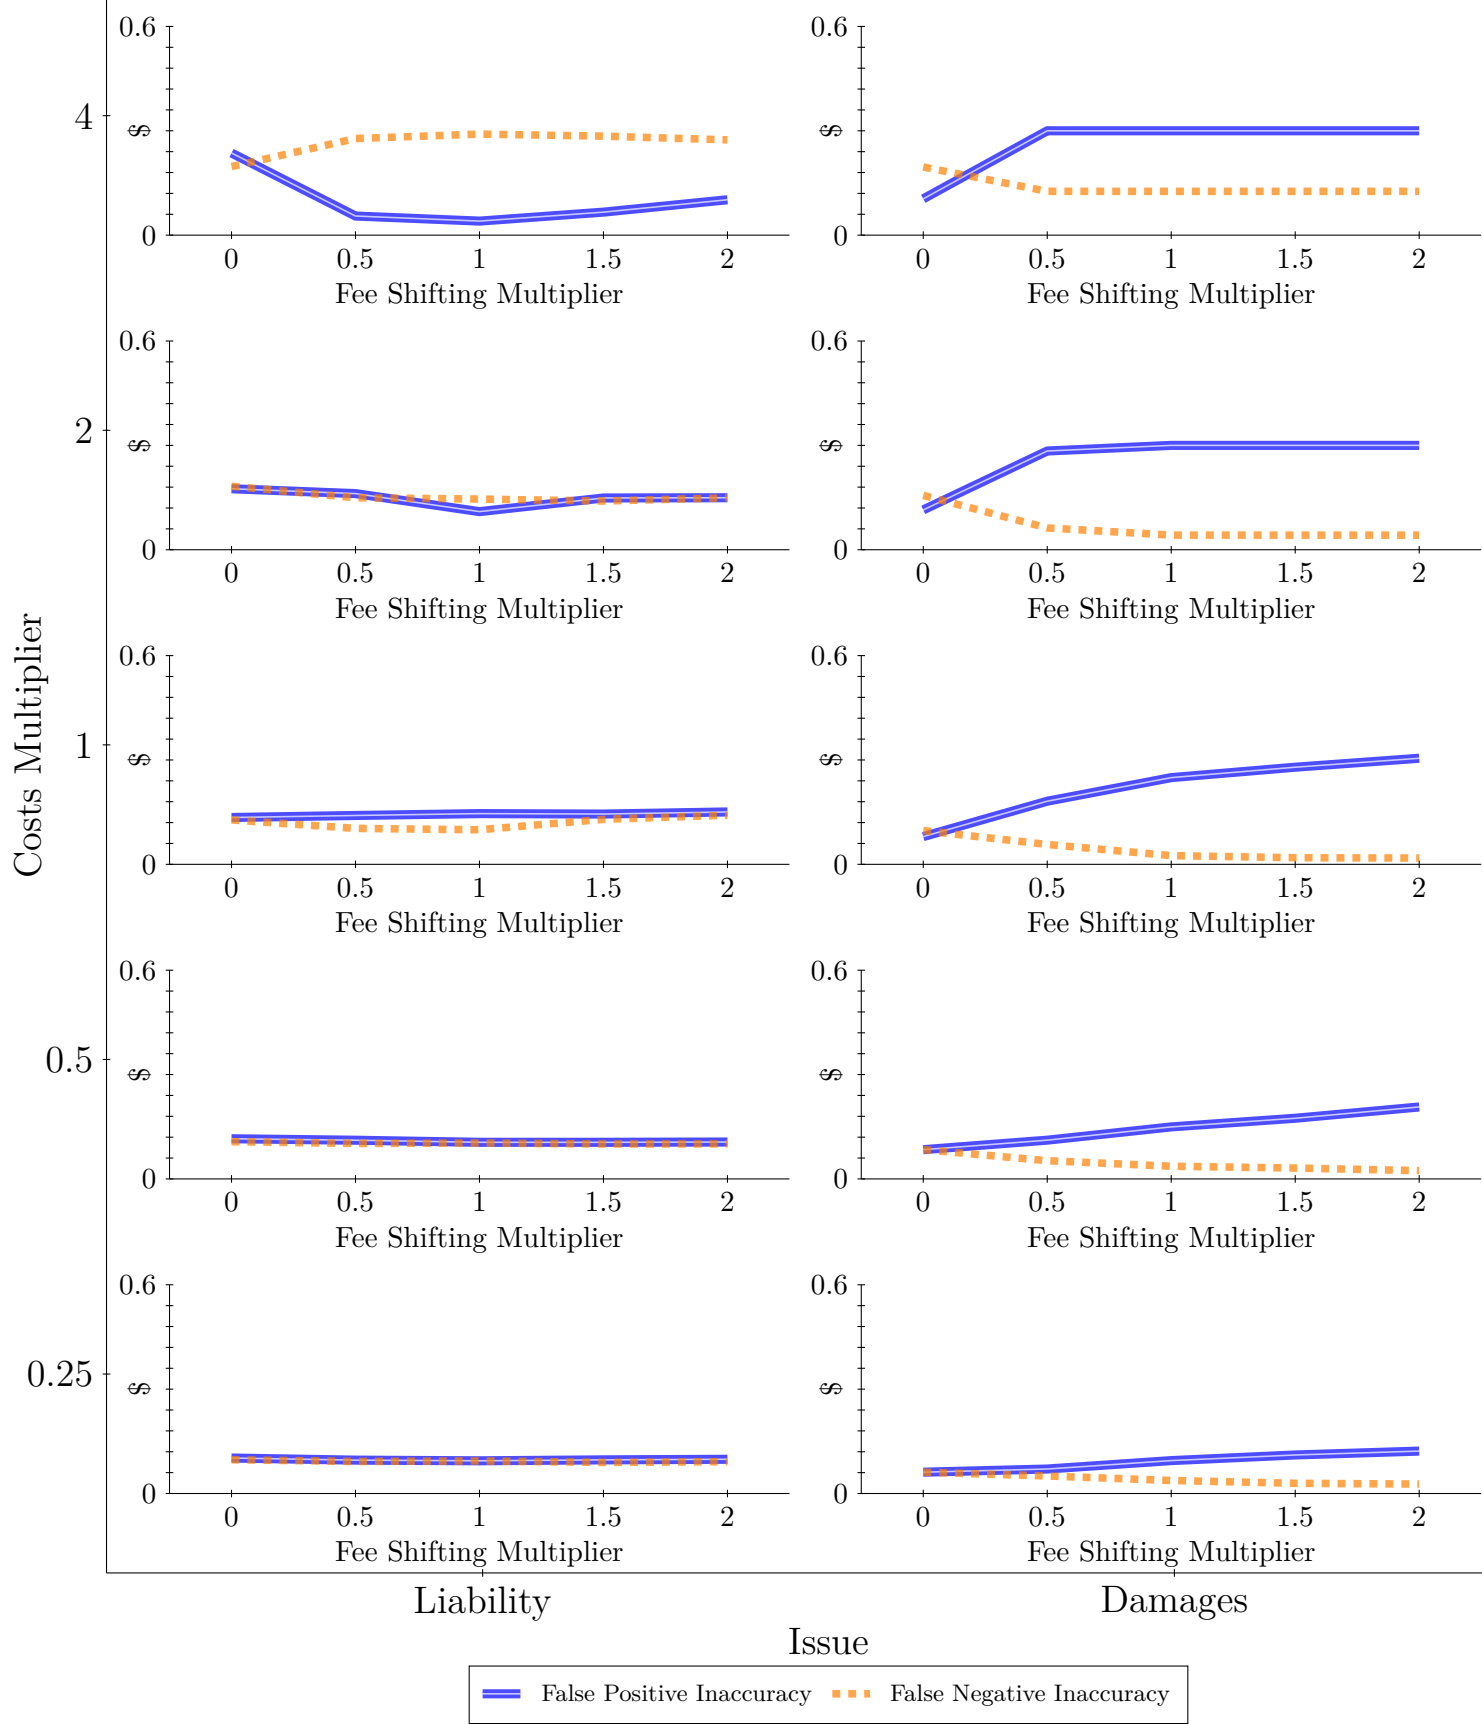 Costs Multiplier
4
0.6
$
0
0 0.5 1 1.5 2
Fee Shifting Multiplier
0.6
$
0
0 0.5 1 1.5 2
Fee Shifting Multiplier
2
0.6
$
0
0 0.5 1 1.5 2
Fee Shifting Multiplier
0.6
$
0
0 0.5 1 1.5 2
Fee Shifting Multiplier
1
0.6
$
0
0 0.5 1 1.5 2
Fee Shifting Multiplier
0.6
$
0
0 0.5 1 1.5 2
Fee Shifting Multiplier
0.5
0.6
$
0
0 0.5 1 1.5 2
Fee Shifting Multiplier
0.6
$
0
0 0.5 1 1.5 2
Fee Shifting Multiplier
0.25
0.6
$
0
0 0.5 1 1.5 2
Fee Shifting Multiplier
0.6
$
0
0 0.5 1 1.5 2
Fee Shifting Multiplier
Liability Damages
Issue
False Positive Inaccuracy False Negative Inaccuracy